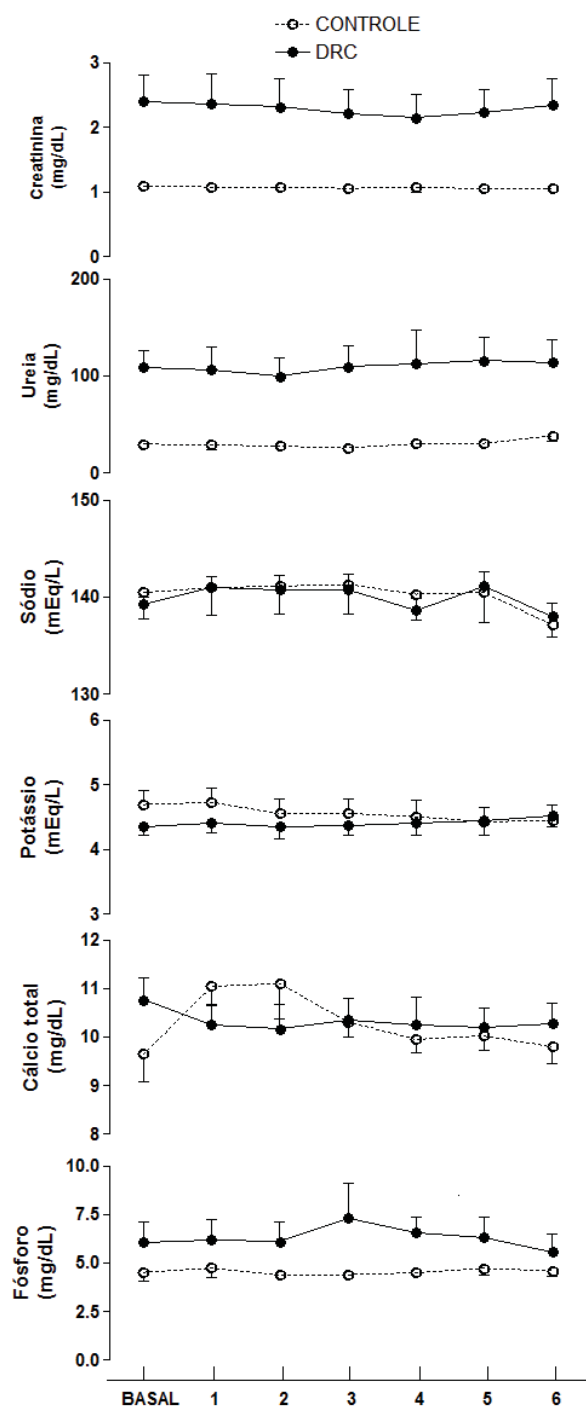 CONTROLE
DRC
3
2
1
0
Creatinina
(mg/dL)
200
100
0
Ureia
(mg/dL)
150
140
130
Sódio
(mEq/L)
6
5
4
3
Potássio
(mEq/L)
12
11
10
9
8
Cálcio total
(mg/dL)
10.0
7.5
5.0
2.5
0.0
Fósforo
(mg/dL)
BASAL 1 2 3 4 5 6